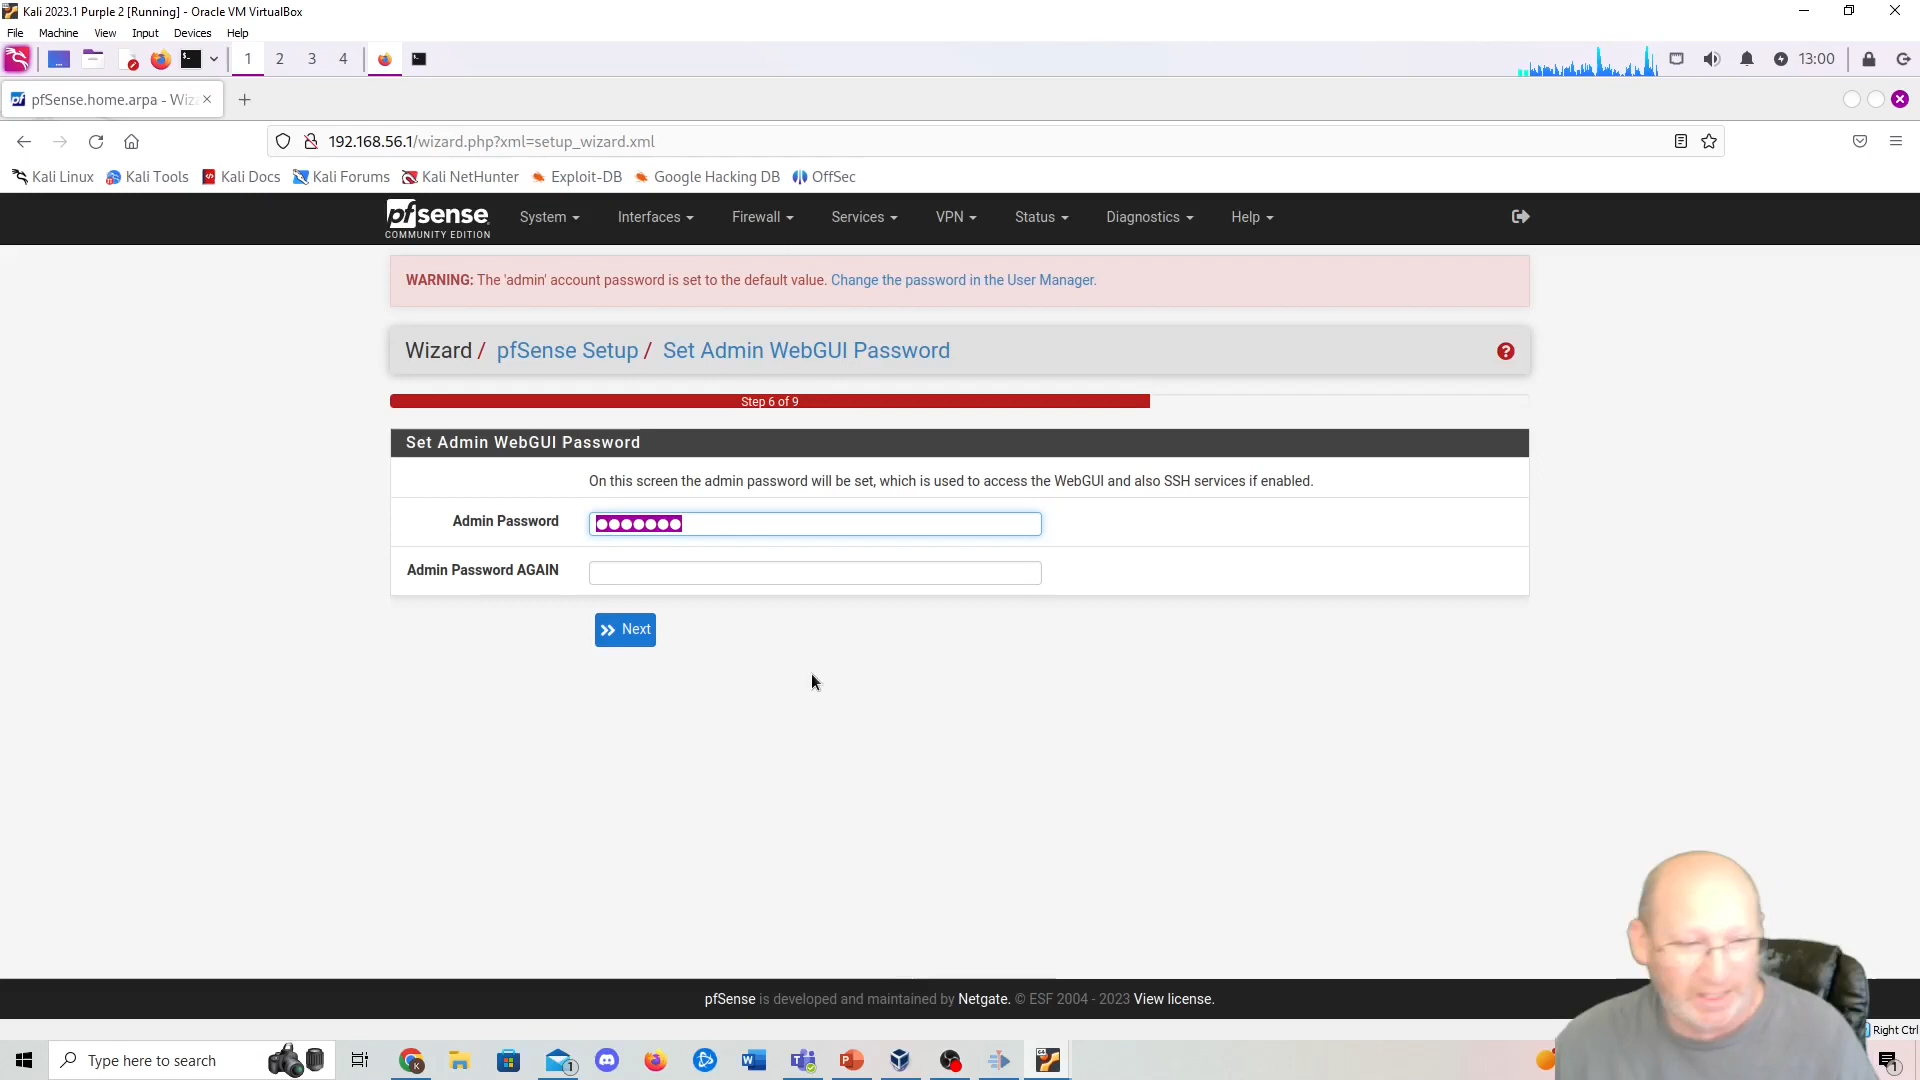 Kali 2023.1 Purple 2 [Running] - Oracle VM VirtualBox
File Machine View Input Devices Help
1 2 3 4 13:00
pfSense.home.arpa - Wiz
192.168.56.1/wizard.php?xml=setup_wizard.xml
Kali Linux Kali Tools Kali Docs Kali Forums Kali NetHunter Exploit-DB Google Hacking DB OffSec
pfsense System Interfaces Firewall Services VPN Status Diagnostics Help
COMMUNITY EDITION
WARNING: The 'admin' account password is set to the default value. Change the password in the User Manager.
Wizard / pfSense Setup / Set Admin WebGUI Password
Step 6 of 9
Set Admin WebGUI Password
On this screen the admin password will be set, which is used to access the WebGUI and also SSH services if enabled.
Admin Password
Admin Password AGAIN
Next
pfSense is developed and maintained by Netgate. © ESF 2004 - 2023 View license.
Right Ctrl
Type here to search